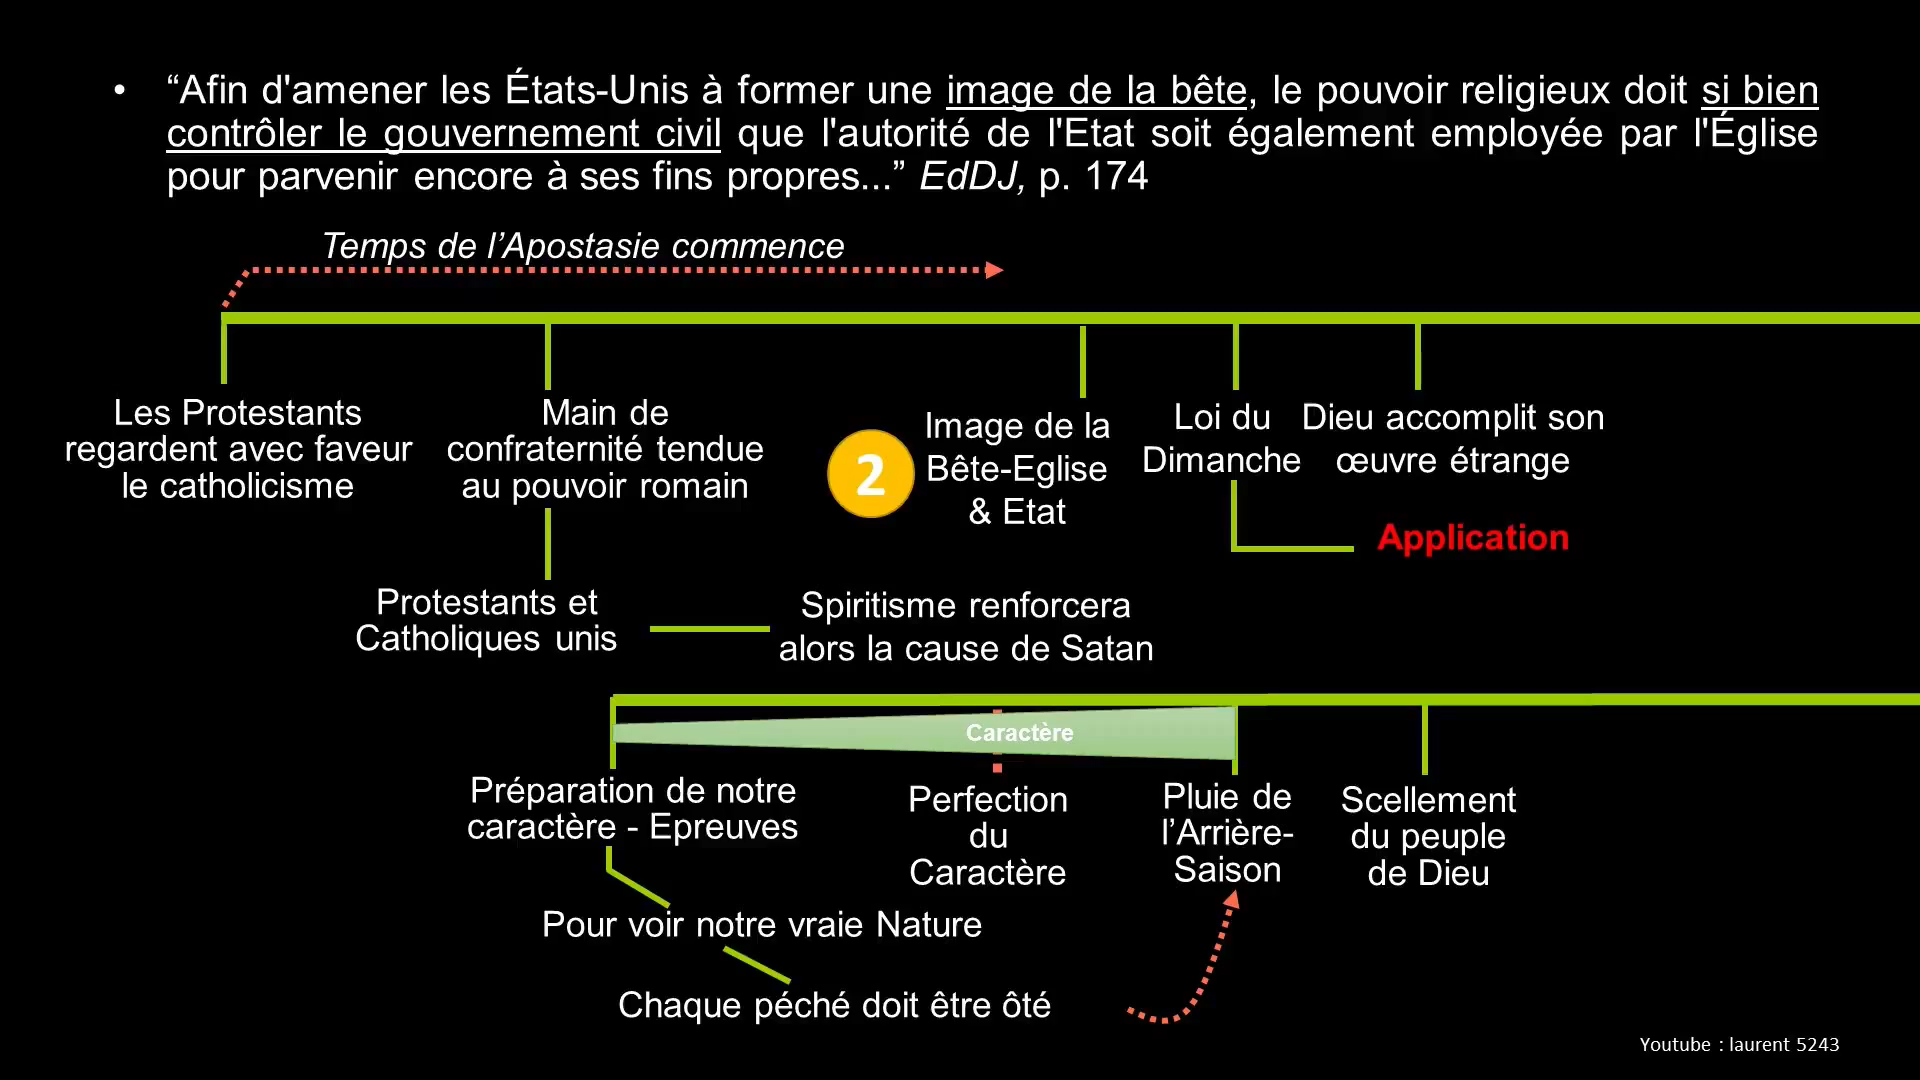 • “Afin d'amener les États-Unis à former une image de la bête, le pouvoir religieux doit si bien
contrôler le gouvernement civil que l'autorité de l'Etat soit également employée par l'Église
pour parvenir encore à ses fins propres...” EdDJ, p. 174
Temps de l’Apostasie commence
Les Protestants
regardent avec faveur
le catholicisme
Main de
confraternité tendue
au pouvoir romain
2
Image de la
Bête-Eglise
& Etat
Loi du
Dimanche
Dieu accomplit son
œuvre étrange
Application
Protestants et
Catholiques unis
Spiritisme renforcera
alors la cause de Satan
Caractère
Préparation de notre
caractère - Epreuves
Perfection
du
Caractère
Pluie de
l’Arrière-
Saison
Scellement
du peuple
de Dieu
Pour voir notre vraie Nature
Chaque péché doit être ôté
Youtube : laurent 5243